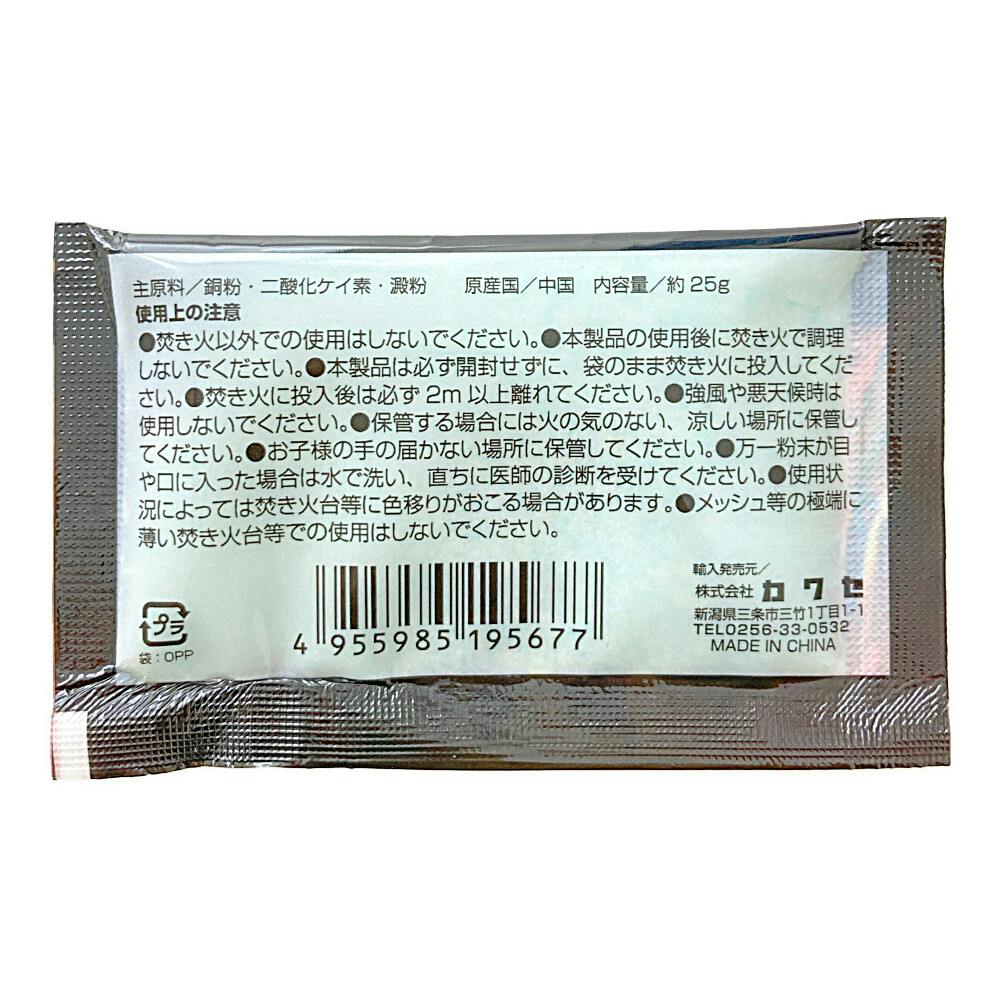 主原料／銅粉・二酸化ケイ素・澱粉　原産国／中国　内容量／約25g
使用上の注意
●焚き火以外での使用はしないでください。●本製品の使用後に焚き火で調理
しないでください。●本製品は必ず開封せずに、袋のまま焚き火に投入してくだ
さい。●焚き火に投入後は必ず2m以上離れてください。●強風や悪天候時は
使用しないでください。●保管する場合には火の気のない、涼しい場所に保管し
てください。●お子様の手の届かない場所に保管してください。●万一粉末が目
や口に入った場合は水で洗い、直ちに医師の診断を受けてください。●使用状
況によっては焚き火台等に色移りがおこる場合があります。●メッシュ等の極端に
薄い焚き火台等での使用はしないでください。
プラ
袋：OPP
4 955985 195677
輸入発売元／
株式会社 カワセ
新潟県三条市三竹1丁目1-1
TEL0256-33-0532
MADE IN CHINA